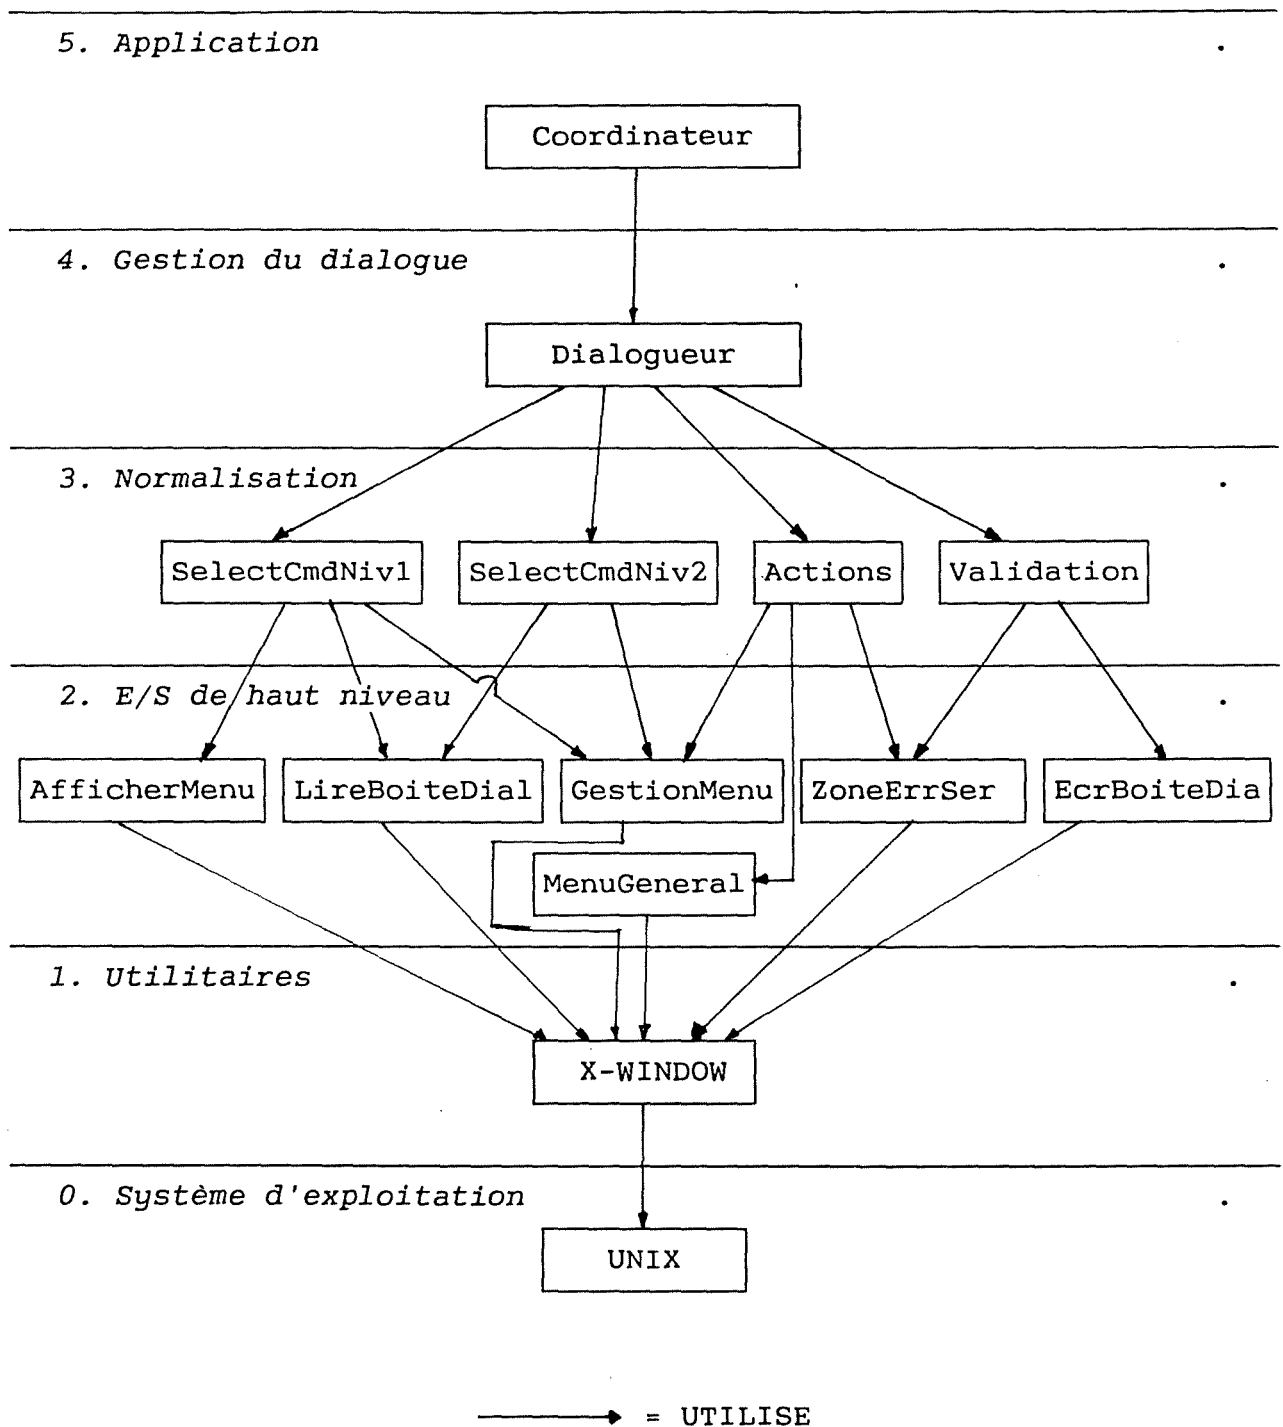 5. Application .
Coordinateur
4. Gestion du dialogue .
Dialogueur
3. Normalisation .
SelectCmdNiv1 SelectCmdNiv2 Actions Validation
2. E/S de haut niveau .
AfficherMenu LireBoiteDial GestionMenu ZoneErrSer EcrBoiteDia
MenuGeneral
1. Utilitaires .
X-WINDOW
0. Système d'exploitation .
UNIX
= UTILISE